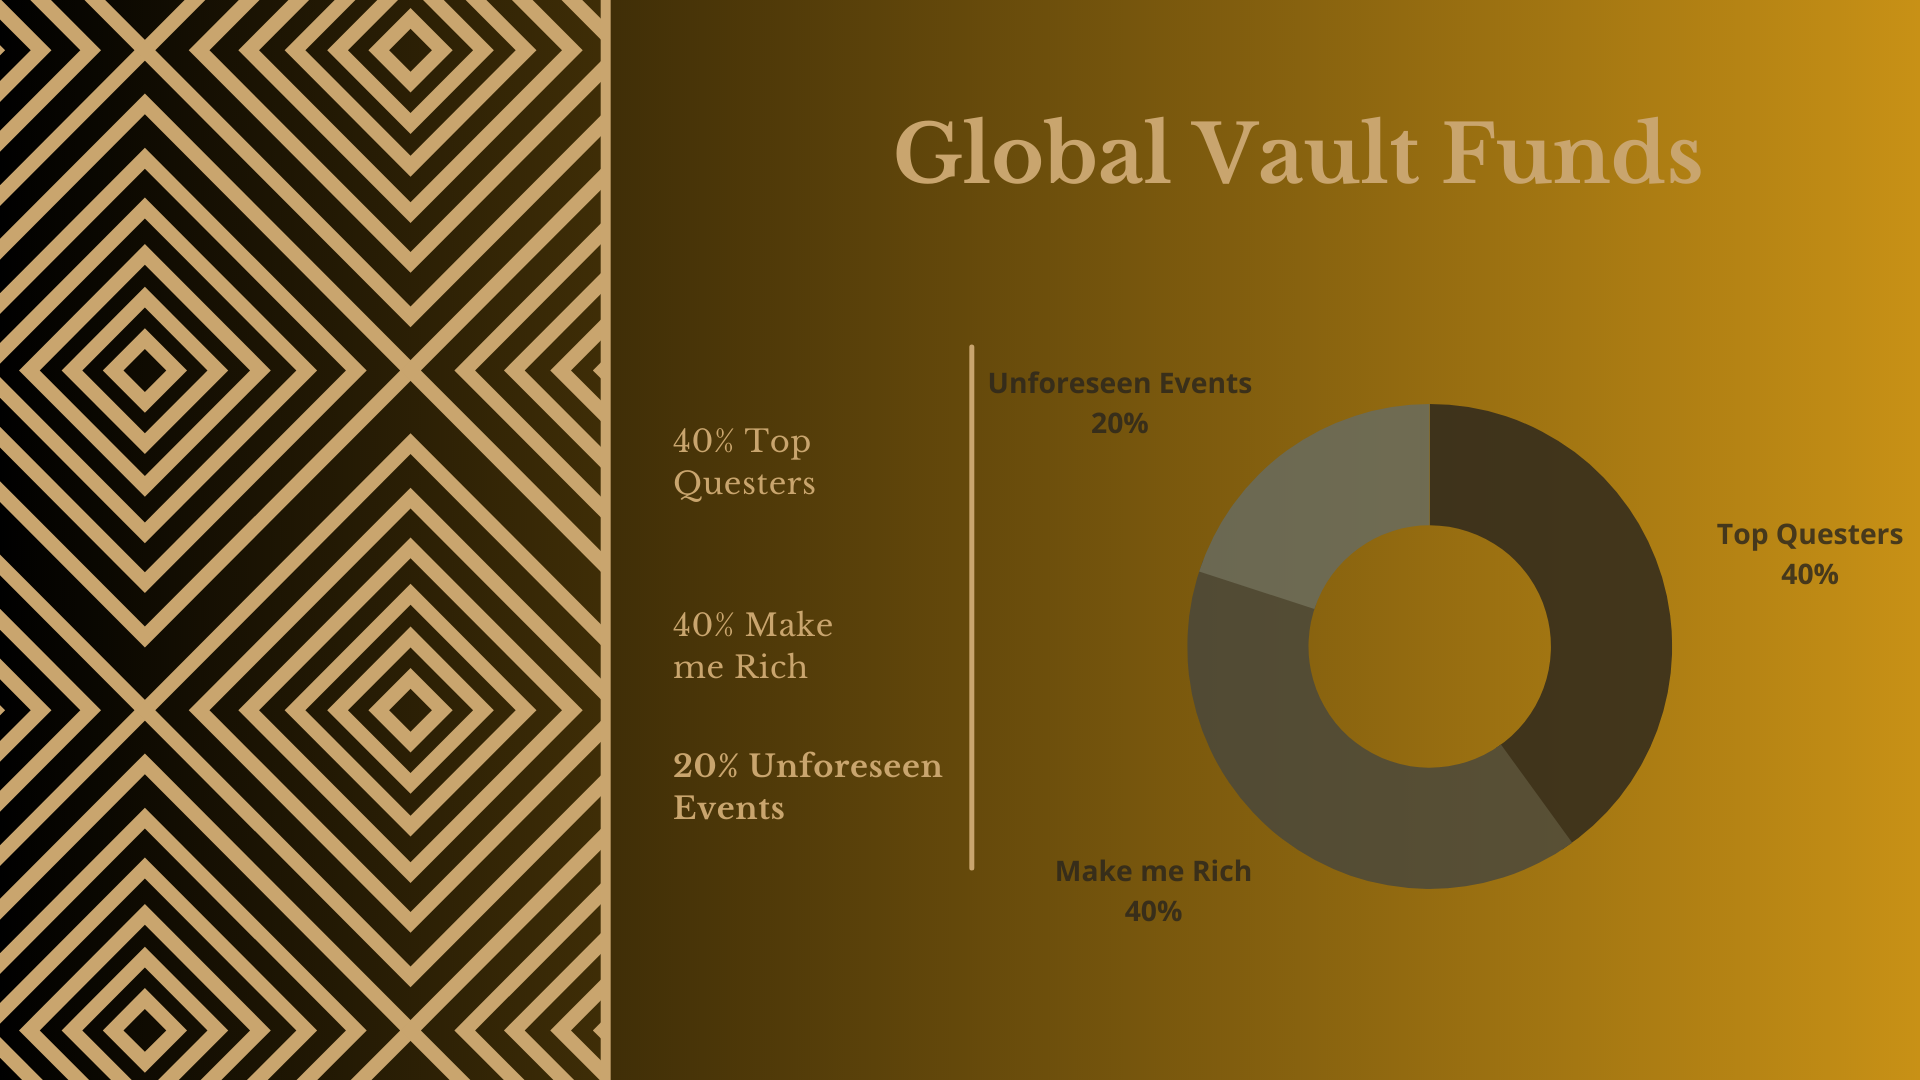 Global Vault Funds
40% Top
Questers
40% Make
me Rich
20% Unforeseen
Events
Unforeseen Events
20%
Top Questers
40%
Make me Rich
40%